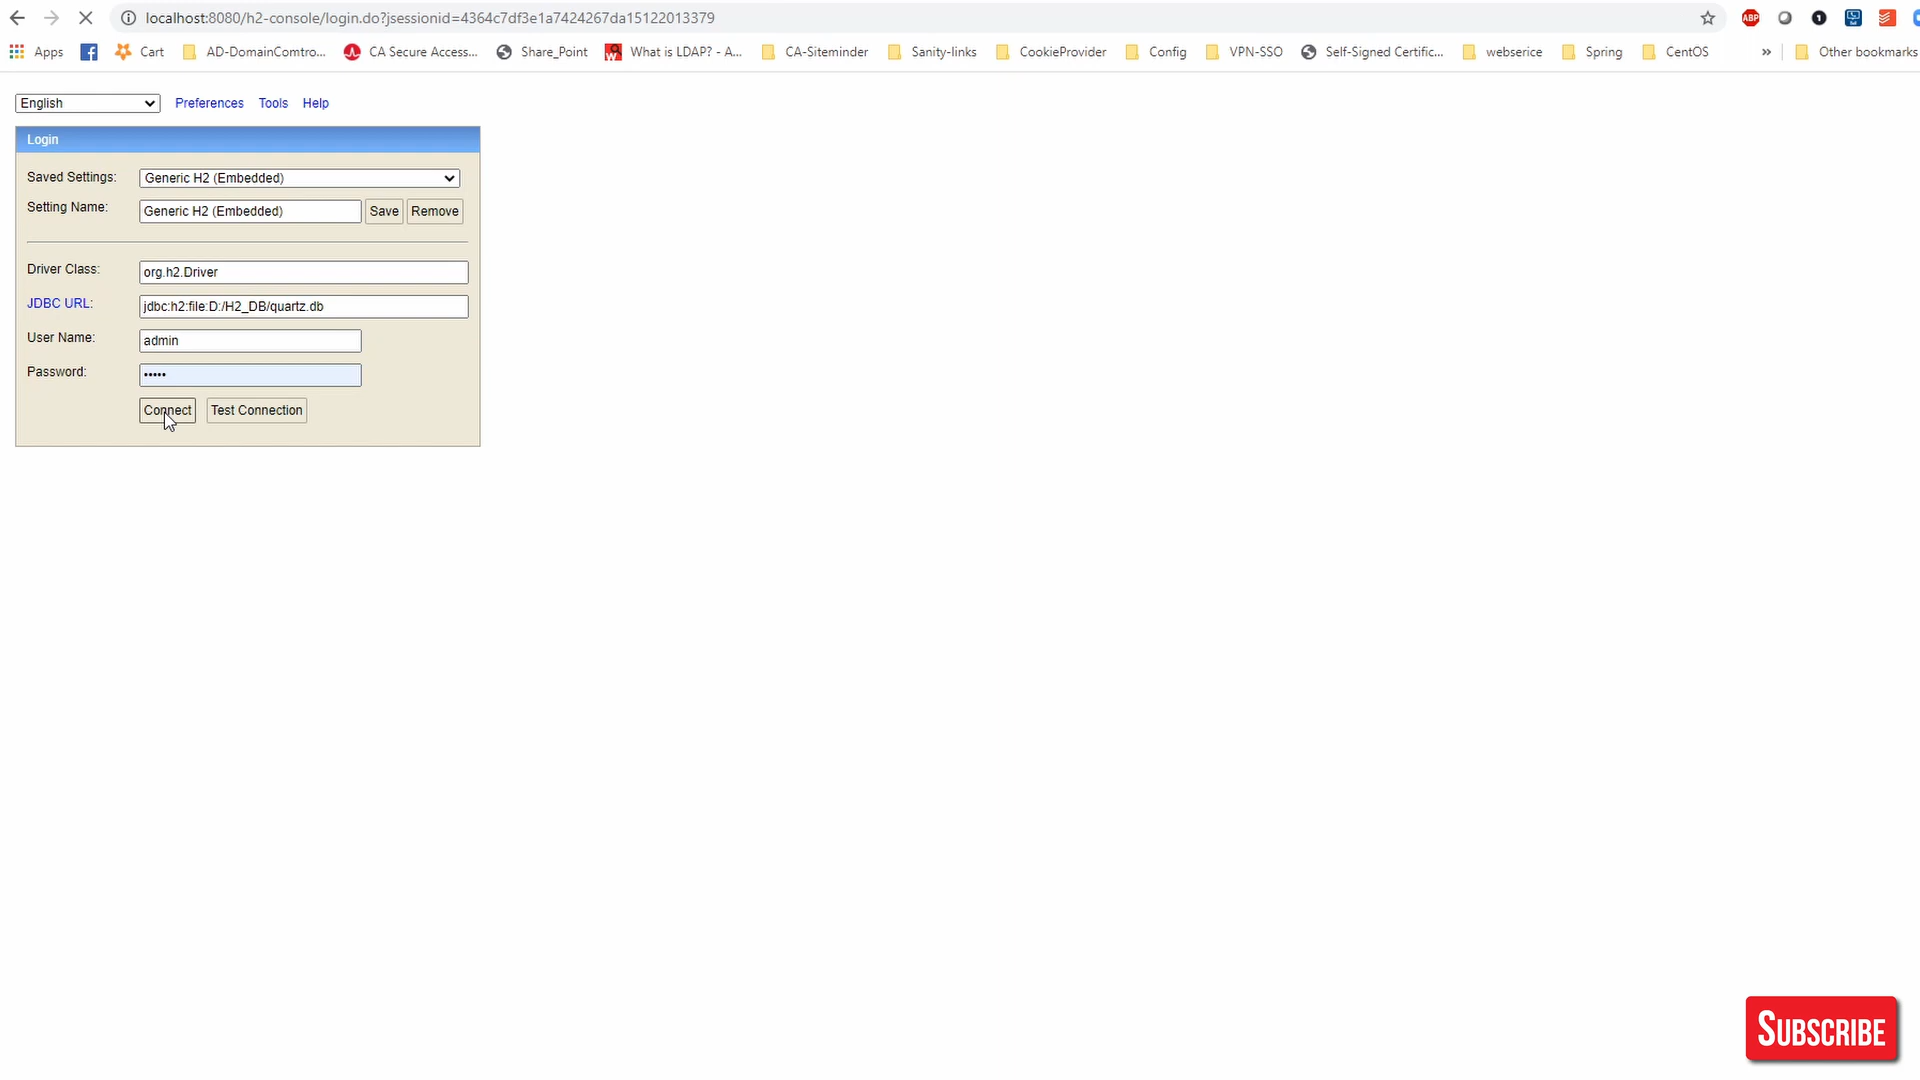 localhost:8080/h2-console/login.do?jsessionid=4364c7df3e1a7424267da15122013379
ABP
Apps Cart AD-DomainComtro... CA Secure Access... Share_Point What is LDAP? - A... CA-Siteminder Sanity-links CookieProvider Config VPN-SSO Self-Signed Certific... webserice Spring CentOS » Other bookmarks
English Preferences Tools Help
Login
Saved Settings: Generic H2 (Embedded)
Setting Name: Generic H2 (Embedded) Save Remove
Driver Class: org.h2.Driver
JDBC URL: jdbc:h2:file:D:/H2_DB/quartz.db
User Name: admin
Password: •••••
Connect Test Connection
SUBSCRIBE